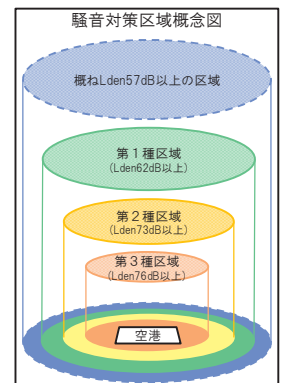 騒音対策区域概念図
概ねLden57dB以上の区域
第1種区域
(Lden62dB以上)
第2種区域
(Lden73dB以上)
第3種区域
(Lden76dB以上)
空港